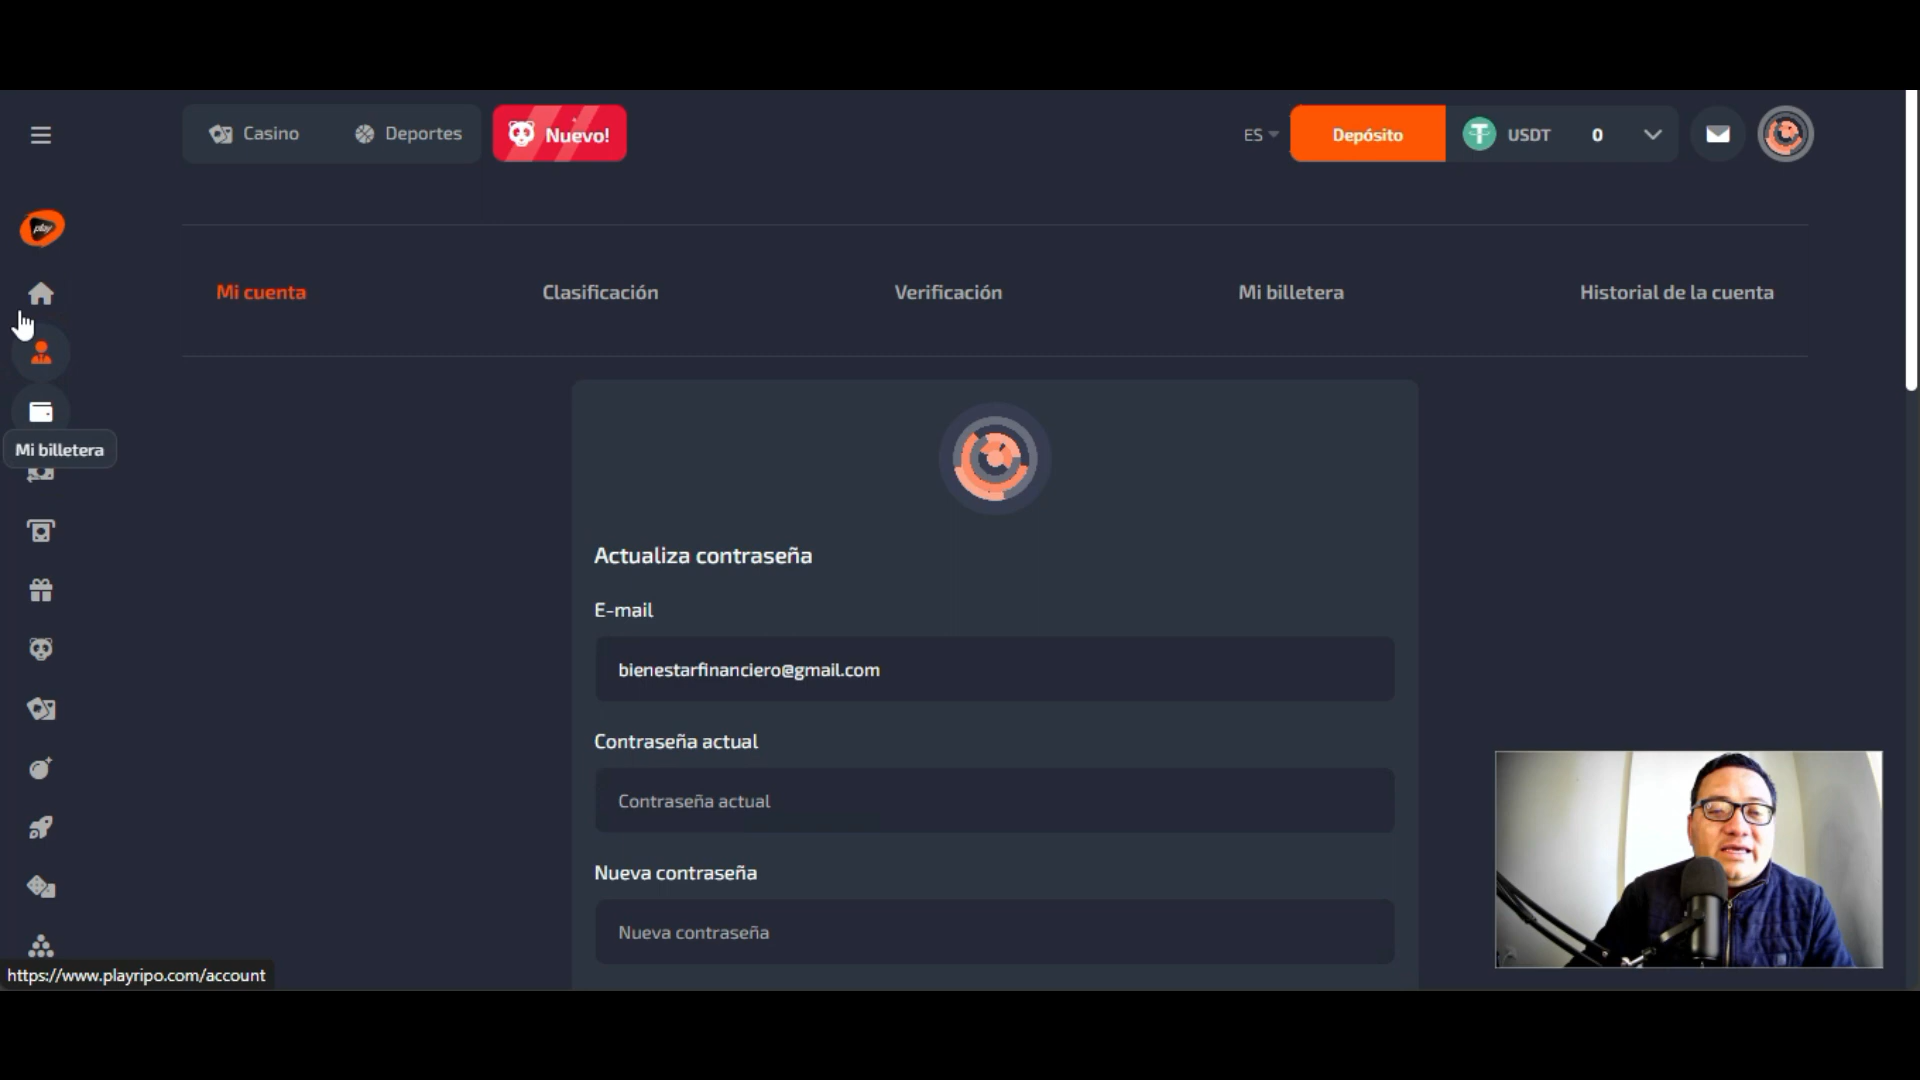 Casino
Deportes
Nuevo!
ES
Depósito
USDT
0
play
Mi cuenta
Clasificación
Verificación
Mi billetera
Historial de la cuenta
Mi billetera
Actualiza contraseña
E-mail
bienestarfinanciero@gmail.com
Contraseña actual
Contraseña actual
Nueva contraseña
Nueva contraseña
https://www.playripo.com/account